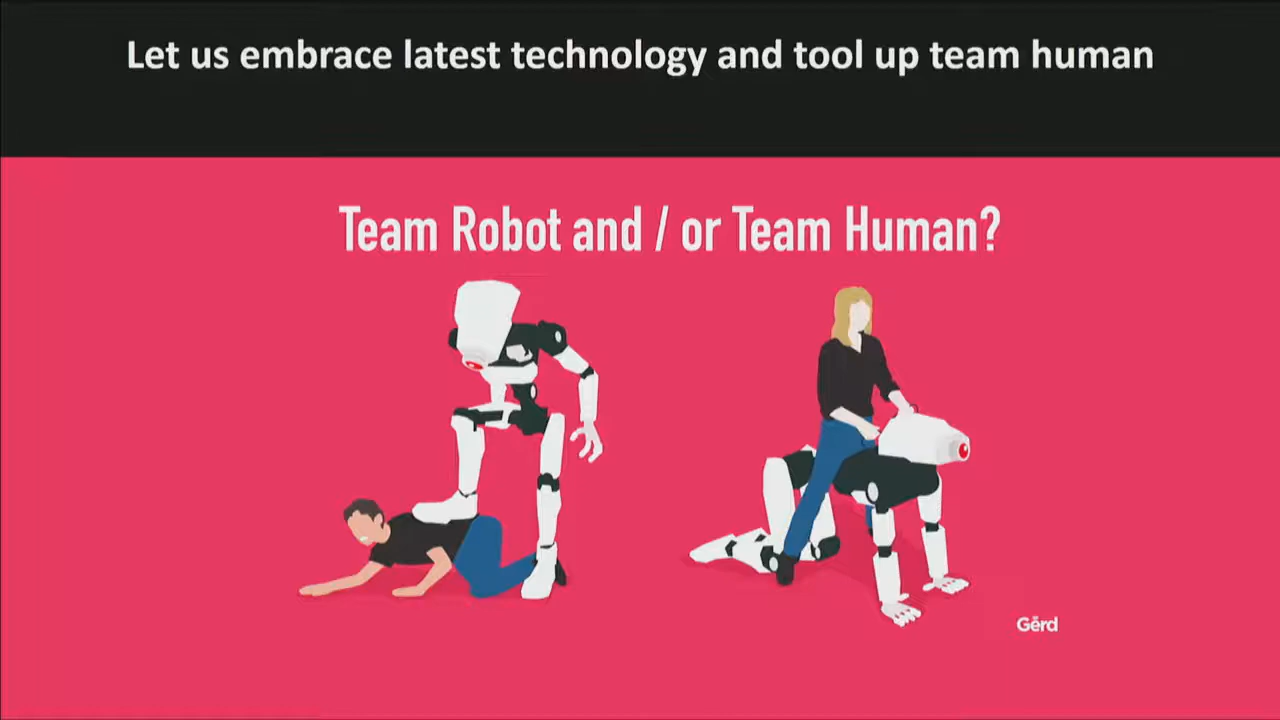 Let us embrace latest technology and tool up team human
Team Robot and / or Team Human?
Gerd